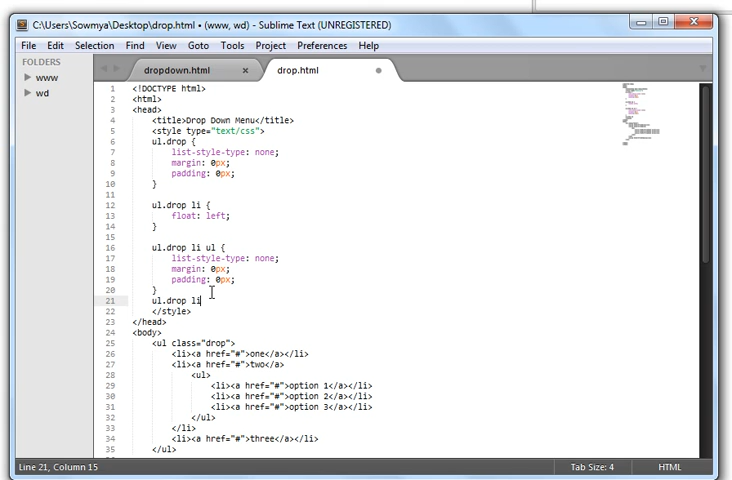 C:\Users\Sowmya\Desktop\drop.html • (www, wd) - Sublime Text (UNREGISTERED)
File Edit Selection Find View Goto Tools Project Preferences Help
FOLDERS
www
wd
dropdown.html × drop.html
1 <!DOCTYPE html>
2 <html>
3 <head>
4 <title>Drop Down Menu</title>
5 <style type="text/css">
6 ul.drop {
7 list-style-type: none;
8 margin: 0px;
9 padding: 0px;
10 }
11
12 ul.drop li {
13 float: left;
14 }
15
16 ul.drop li ul {
17 list-style-type: none;
18 margin: 0px;
19 padding: 0px;
20 }
21 ul.drop li
22 </style>
23 </head>
24 <body>
25 <ul class="drop">
26 <li><a href="#">one</a></li>
27 <li><a href="#">two</a>
28 <ul>
29 <li><a href="#">option 1</a></li>
30 <li><a href="#">option 2</a></li>
31 <li><a href="#">option 3</a></li>
32 </ul>
33 </li>
34 <li><a href="#">three</a></li>
35 </ul>
Line 21, Column 15 Tab Size: 4 HTML